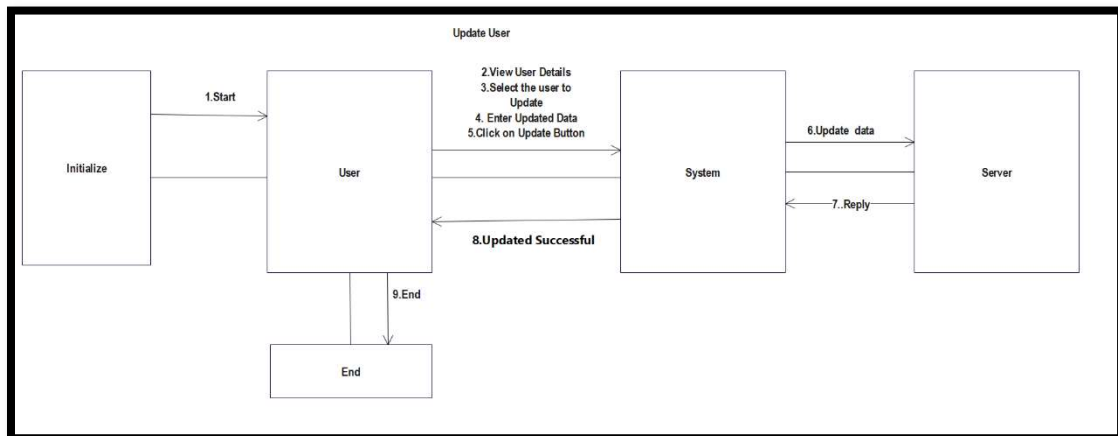 Update User
2.View User Details
3.Select the user to
Update
4. Enter Updated Data
5.Click on Update Button
1.Start
6.Update data
Initialize
User
System
Server
7..Reply
8.Updated Successful
9.End
End